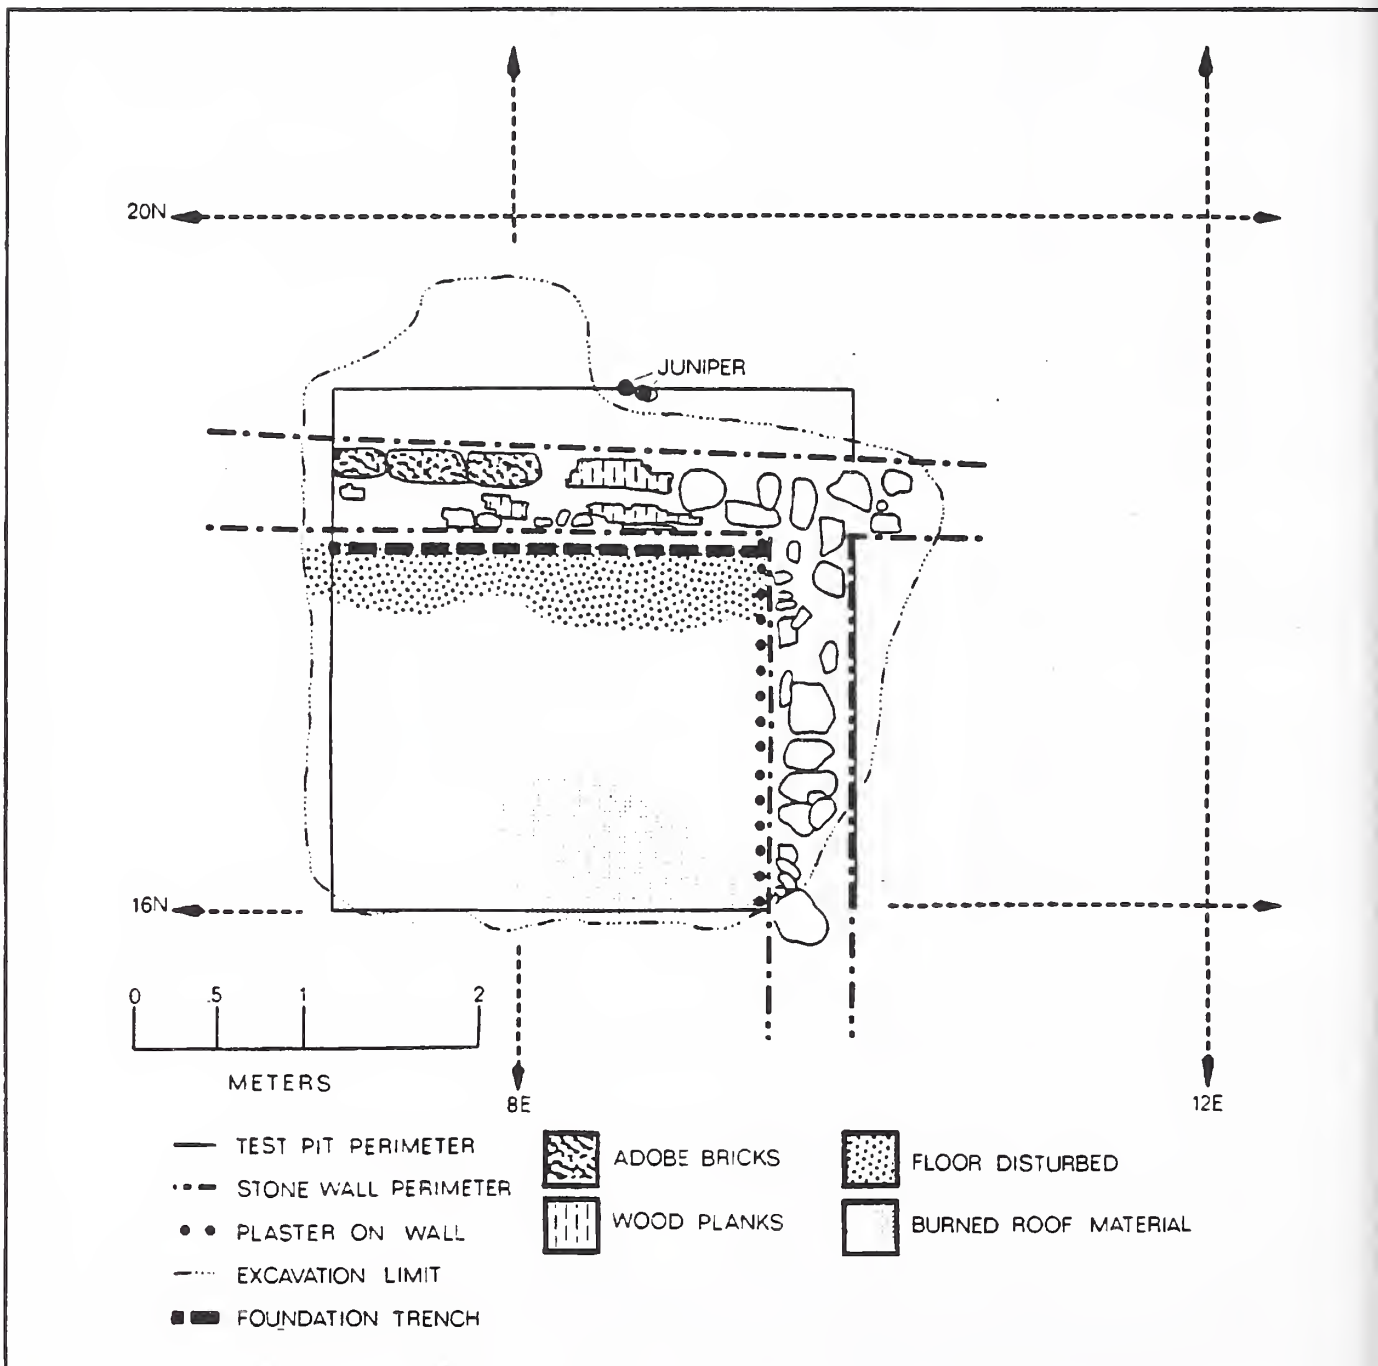 20N
JUNIPER
16N
0 .5 1 2
METERS
8E
12E
TEST PIT PERIMETER
STONE WALL PERIMETER
PLASTER ON WALL
EXCAVATION LIMIT
FOUNDATION TRENCH
ADOBE BRICKS
WOOD PLANKS
FLOOR DISTURBED
BURNED ROOF MATERIAL